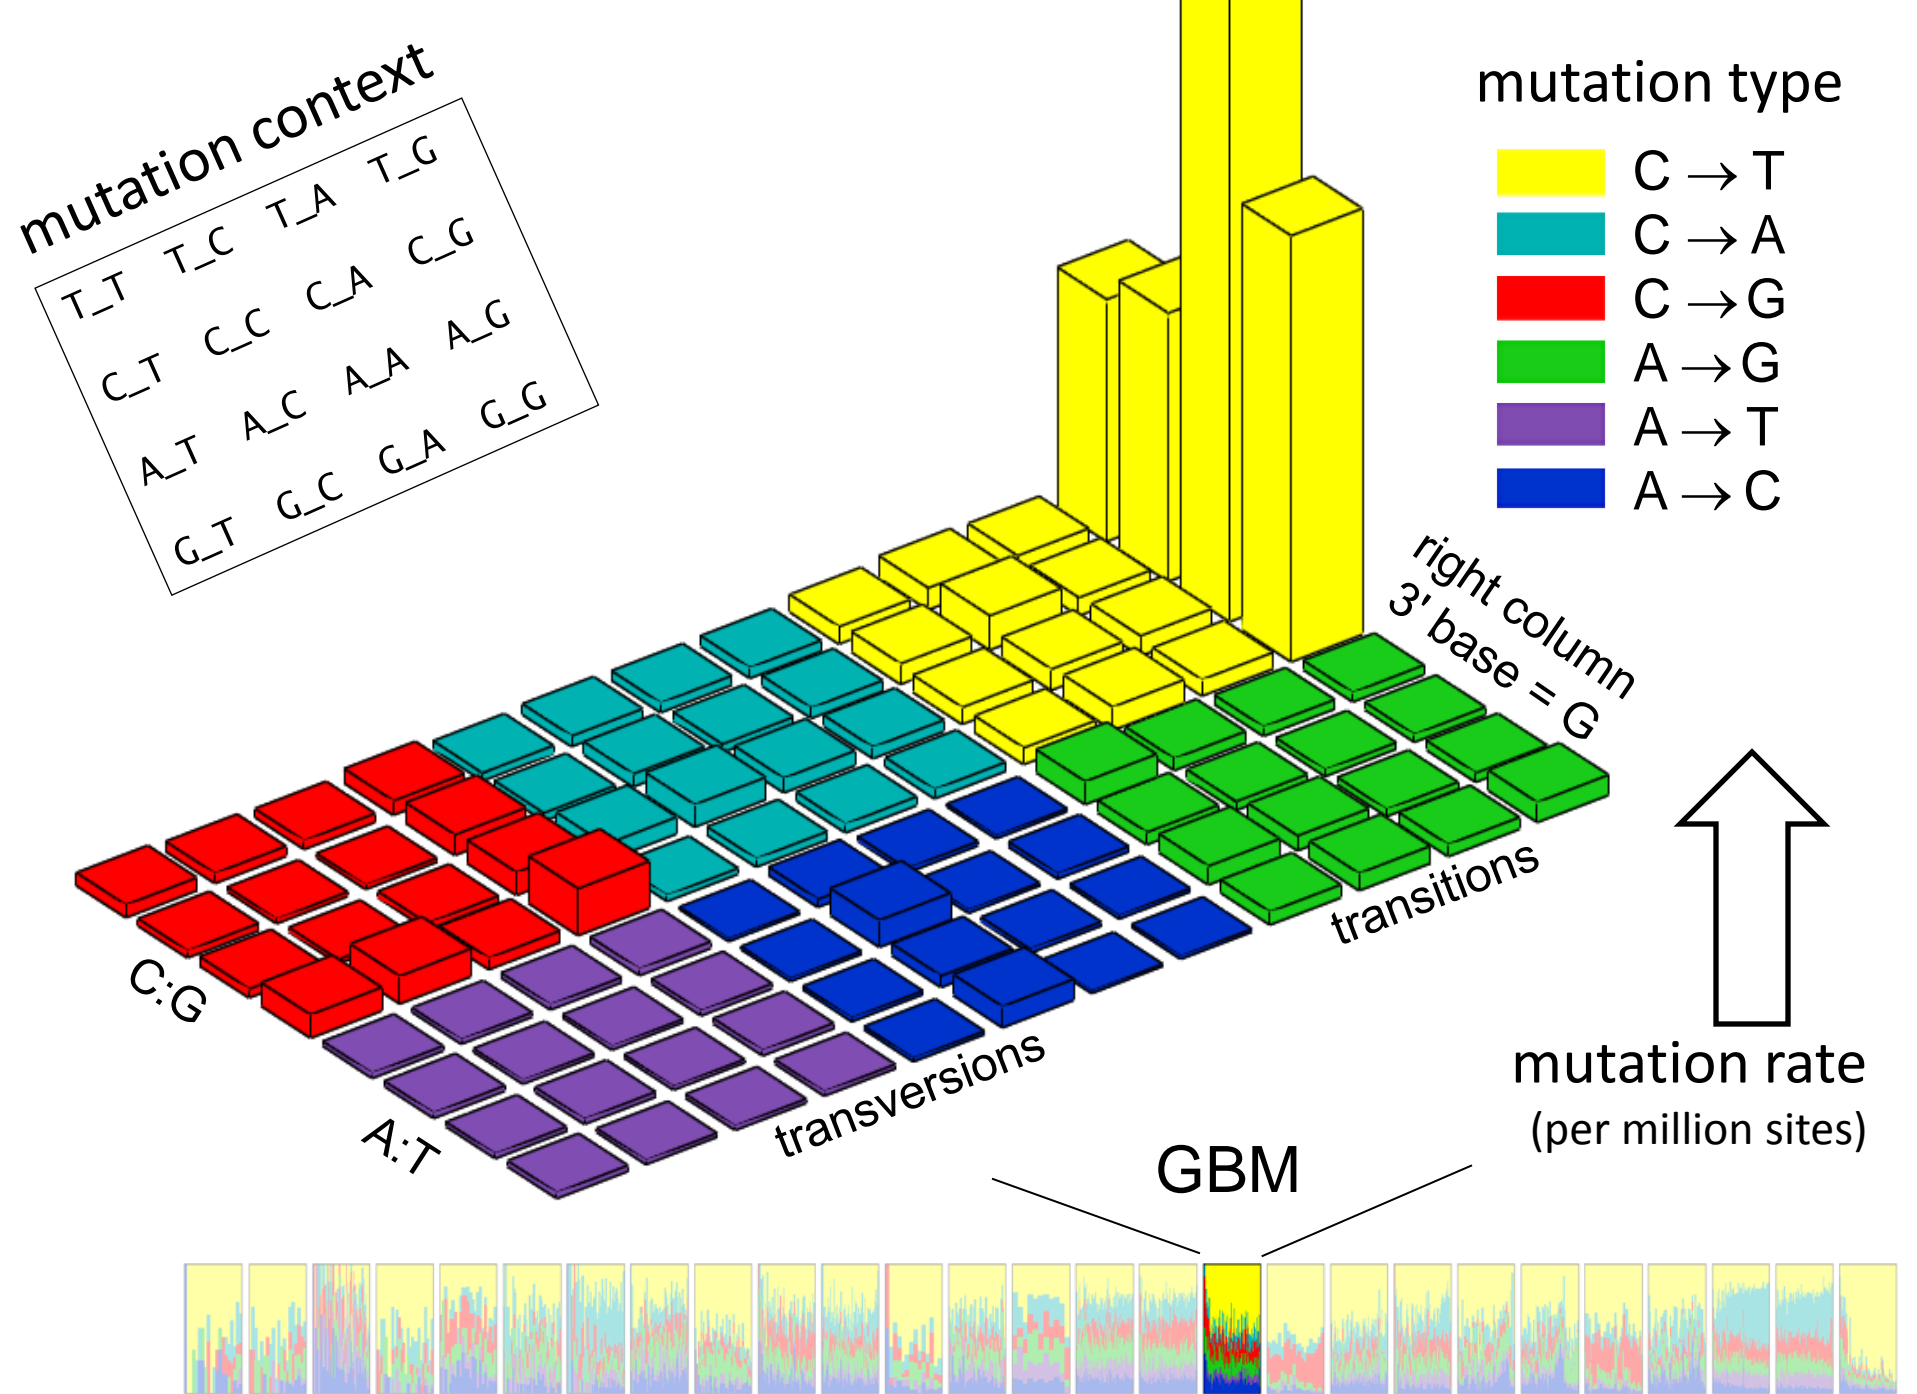 mutation context
T_T T_C T_A T_G
C_T C_C C_A C_G
A_T A_C A_A A_G
G_T G_C G_A G_G
mutation type
C → T
C → A
C → G
A → G
A → T
A → C
right column
3' base = G
transitions
transversions
C:G
A:T
mutation rate
(per million sites)
GBM